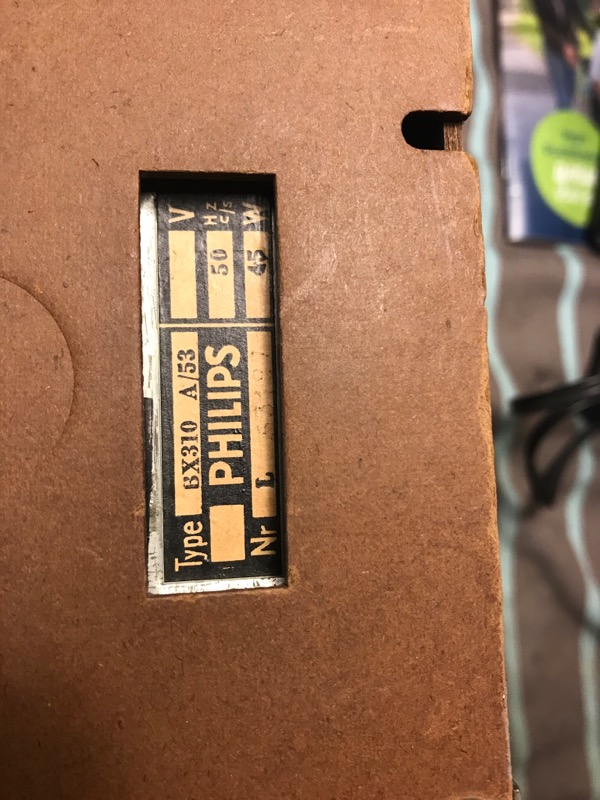 Type BX310 A/53 V
PHILIPS 50 Hz c/s
Nr L 45 W